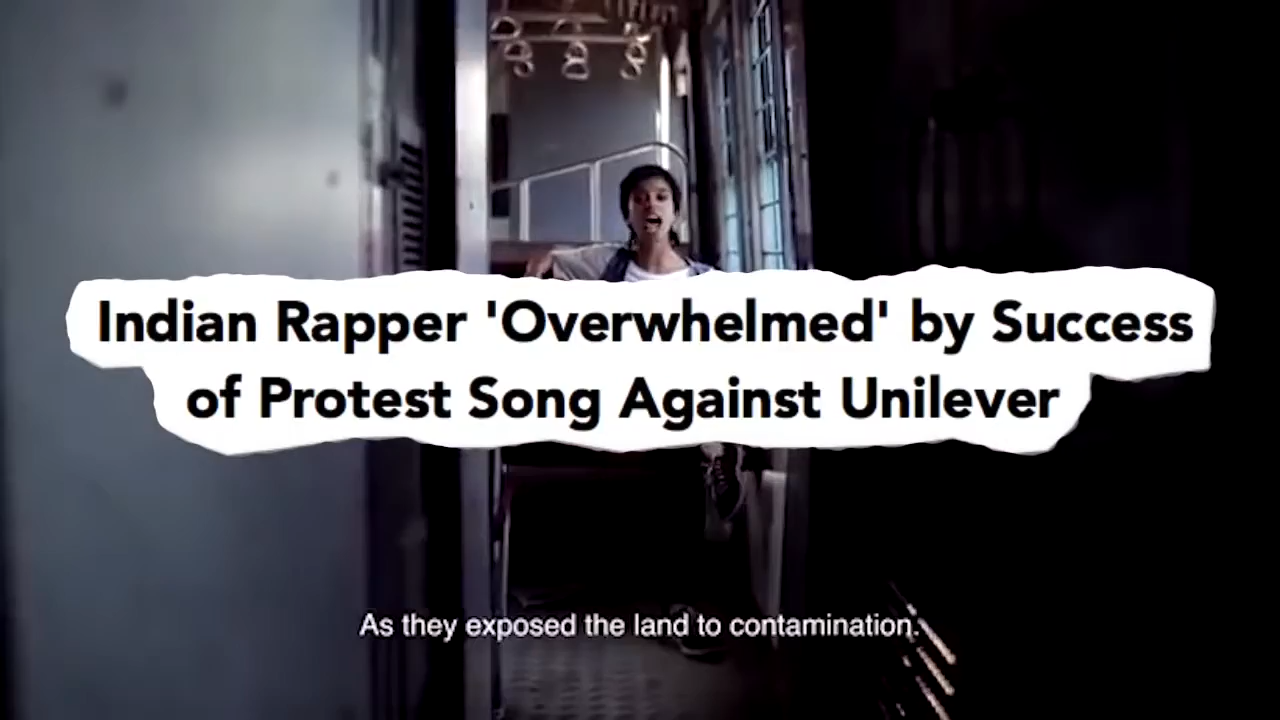 Indian Rapper 'Overwhelmed' by Success
of Protest Song Against Unilever
As they exposed the land to contamination.